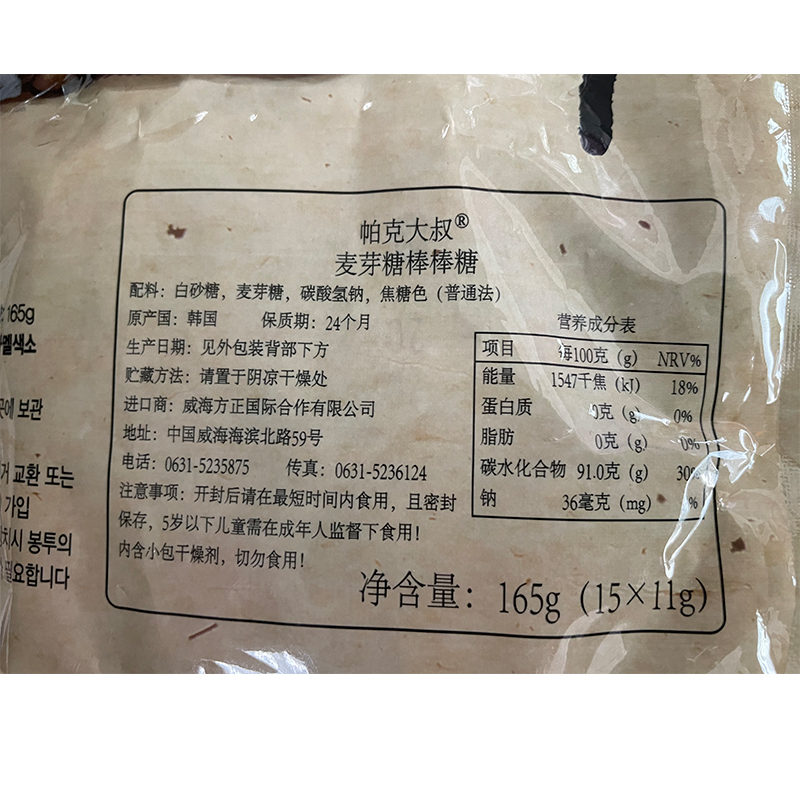 帕克大叔®
麦芽糖棒棒糖
配料：白砂糖，麦芽糖，碳酸氢钠，焦糖色（普通法）
原产国：韩国 保质期：24个月
生产日期：见外包装背部下方
贮藏方法：请置于阴凉干燥处
进口商：威海方正国际合作有限公司
地址：中国威海海滨北路59号
电话：0631-5235875 传真：0631-5236124
注意事项：开封后请在最短时间内食用，且密封
保存，5岁以下儿童需在成年人监督下食用！
内含小包干燥剂，切勿食用！
营养成分表
项目 每100克（g） NRV%
能量 1547千焦（kJ） 18%
蛋白质 0克（g） 0%
脂肪 0克（g） 0%
碳水化合物 91.0克（g） 30%
钠 36毫克（mg） %
净含量：165g（15×11g）
165g
색소
보관
교환 또는
가입
시 봉투의
필요합니다